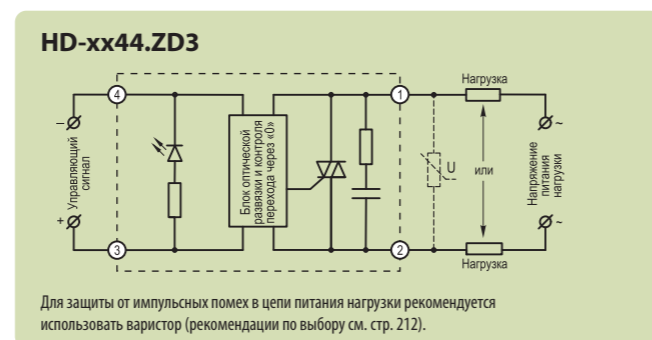 HD-xx44.ZD3
Нагрузка
4
1
–
~
Управляющий
сигнал
Блок оптической
развязки и контроля
перехода через «0»
U
или
Напряжение
питания
нагрузки
+
~
3
2
Нагрузка
Для защиты от импульсных помех в цепи питания нагрузки рекомендуется
использовать варистор (рекомендации по выбору см. стр. 212).